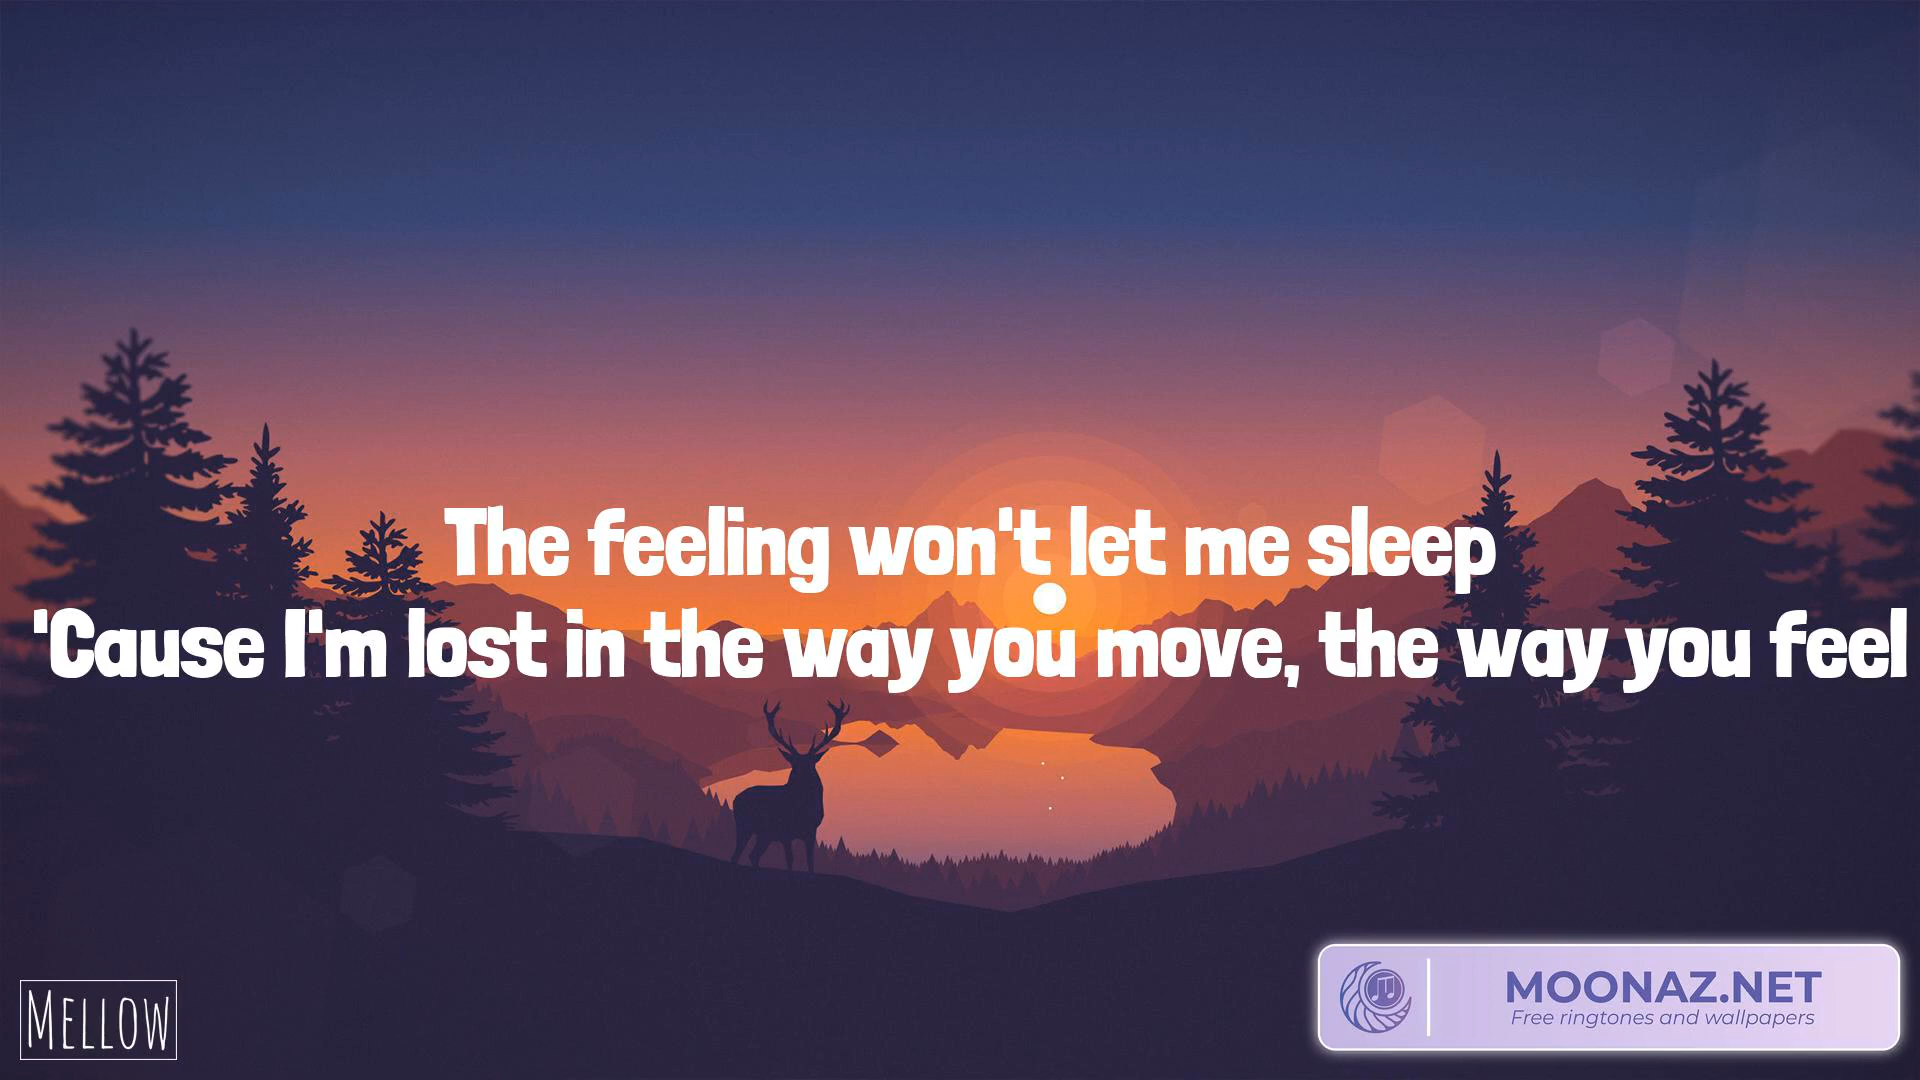 The feeling won't let me sleep
'Cause I'm lost in the way you move, the way you feel
MELLOW
MOONAZ.NET
Free ringtones and wallpapers